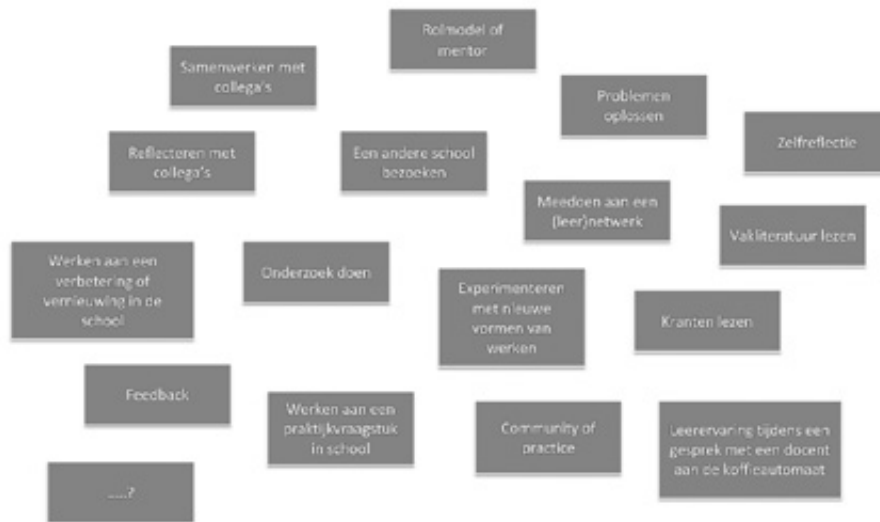 Rolmodel of
mentor
Samenwerken met
collega's
Problemen
oplossen
Zelfreflectie
Reflecteren met
collega's
Een andere school
bezoeken
Meedoen aan een
(leer)netwerk
Vakliteratuur lezen
Werken aan een
verbetering of
vernieuwing in de
school
Onderzoek doen
Experimenteren
met nieuwe
vormen van
werken
Kranten lezen
Feedback
Werken aan een
praktijkvraagstuk
in school
Community of
practice
Leerervaring tijdens een
gesprek met een docent
aan de koffieautomaat
.....?